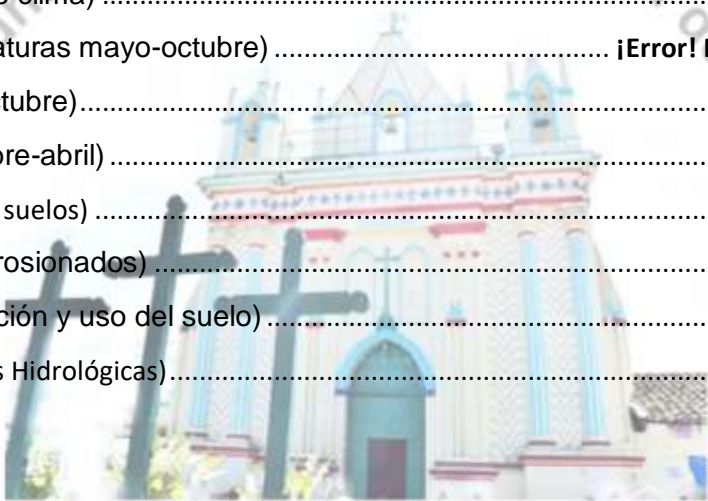 clima) ........................................................................
aturas mayo-octubre) ........................................ ¡Error!
ctubre)........................................................................
bre-abril) ........................................................................
suelos) ........................................................................
rosionados) ........................................................................
ción y uso del suelo) ........................................................................
s Hidrológicas)........................................................................